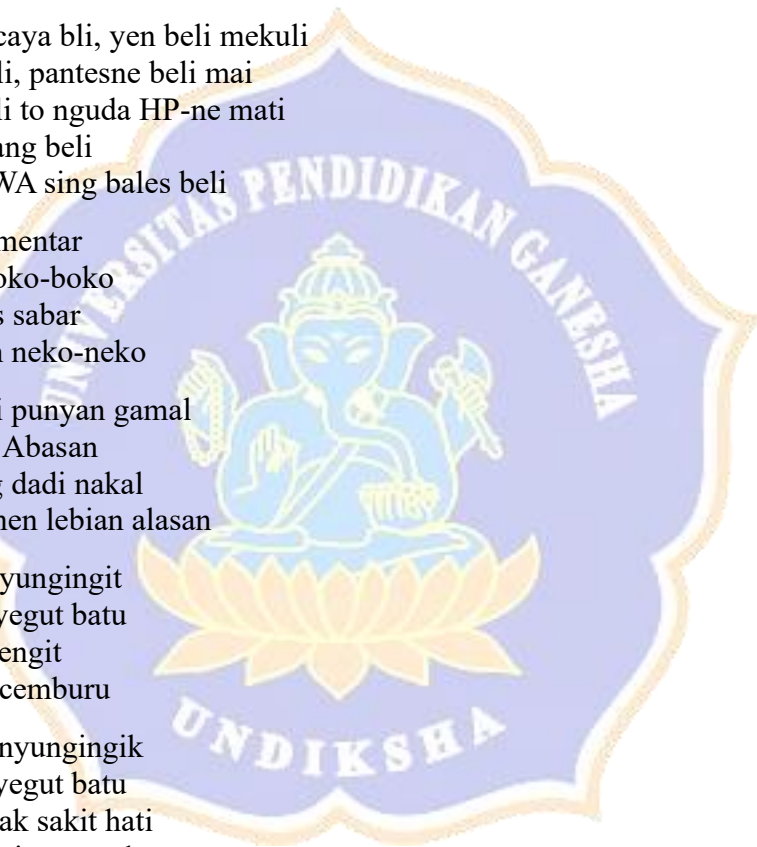 caya bli, yen beli mekuli
li, pantesne beli mai
li to nguda HP-ne mati
ang beli
WA sing bales beli
mentar
oko-boko
s sabar
n neko-neko
i punyan gamal
Abasan
g dadi nakal
nen lebian alasan
yungingit
yegut batu
engit
cemburu
nyungingik
yegut batu
ak sakit hati
UNIVERSITAS PENDIDIKAN GANESHA
UNDIKSHA